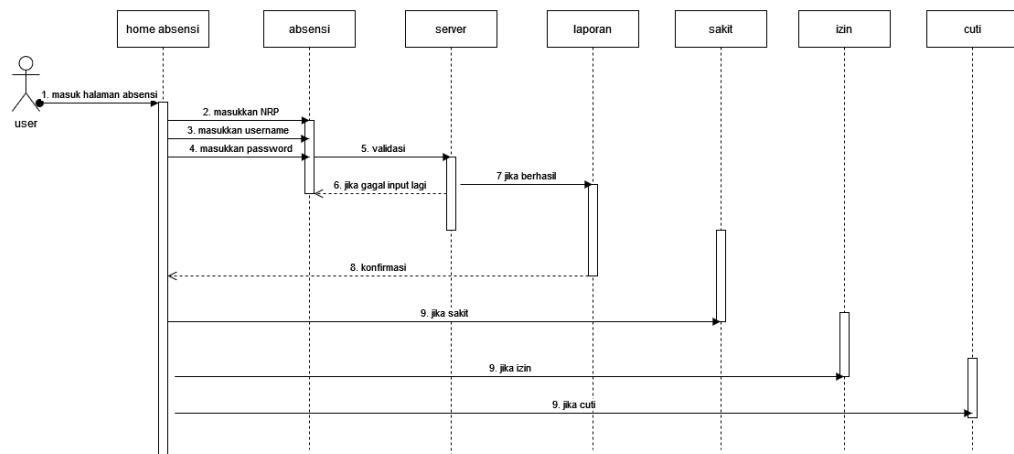 home absensi
absensi
server
laporan
sakit
izin
cuti
user
1. masuk halaman absensi
2. masukkan NRP
3. masukkan username
4. masukkan password
5. validasi
6. jika gagal input lagi
7 jika berhasil
8. konfirmasi
9. jika sakit
9. jika izin
9. jika cuti